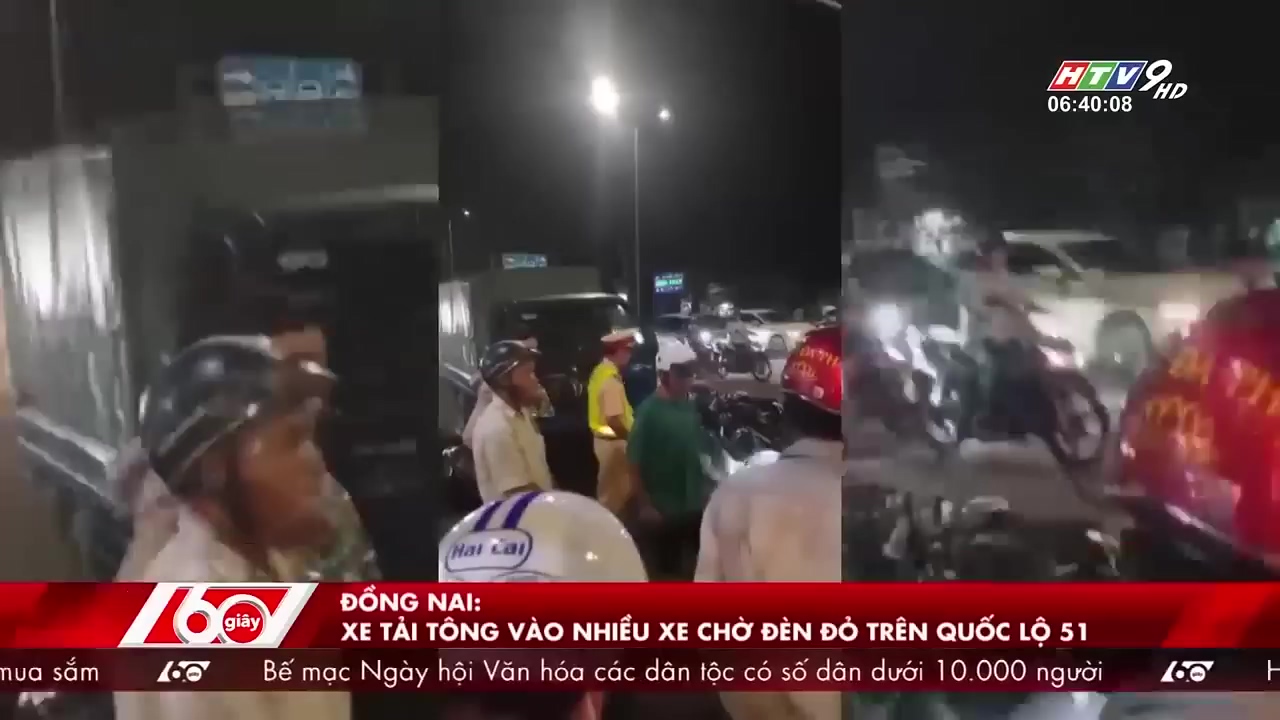 HTV9 HD
06:40:08
Hai Cai
60 giây
ĐỒNG NAI:
XE TẢI TÔNG VÀO NHIỀU XE CHỜ ĐÈN ĐỎ TRÊN QUỐC LỘ 51
mua sắm 60 Bế mạc Ngày hội Văn hóa các dân tộc có số dân dưới 10.000 người 60 H